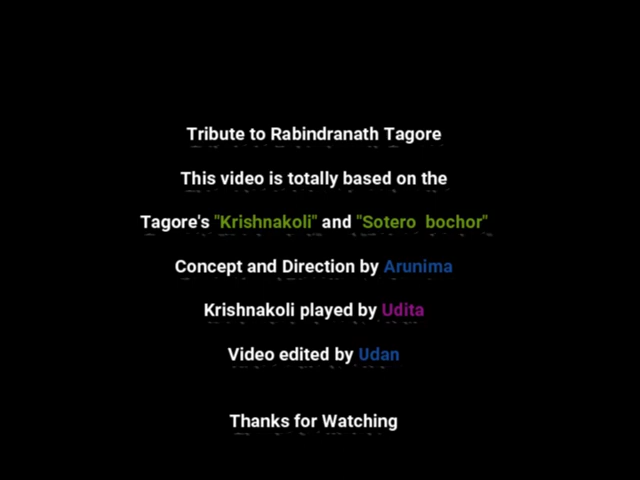 Tribute to Rabindranath Tagore
This video is totally based on the
Tagore's "Krishnakoli" and "Sotero bochor"
Concept and Direction by Arunima
Krishnakoli played by Udita
Video edited by Udan
Thanks for Watching